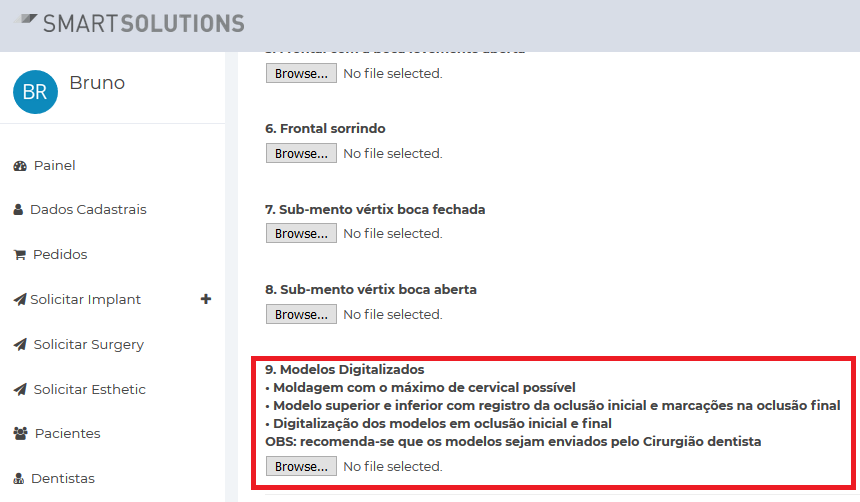 SMARTSOLUTIONS
BR
Bruno
Painel
Dados Cadastrais
Pedidos
Solicitar Implant +
Solicitar Surgery
Solicitar Esthetic
Pacientes
Dentistas
Browse... No file selected.
6. Frontal sorrindo
Browse... No file selected.
7. Sub-mento vértix boca fechada
Browse... No file selected.
8. Sub-mento vértix boca aberta
Browse... No file selected.
9. Modelos Digitalizados
• Moldagem com o máximo de cervical possível
• Modelo superior e inferior com registro da oclusão inicial e marcações na oclusão final
• Digitalização dos modelos em oclusão inicial e final
OBS: recomenda-se que os modelos sejam enviados pelo Cirurgião dentista
Browse... No file selected.